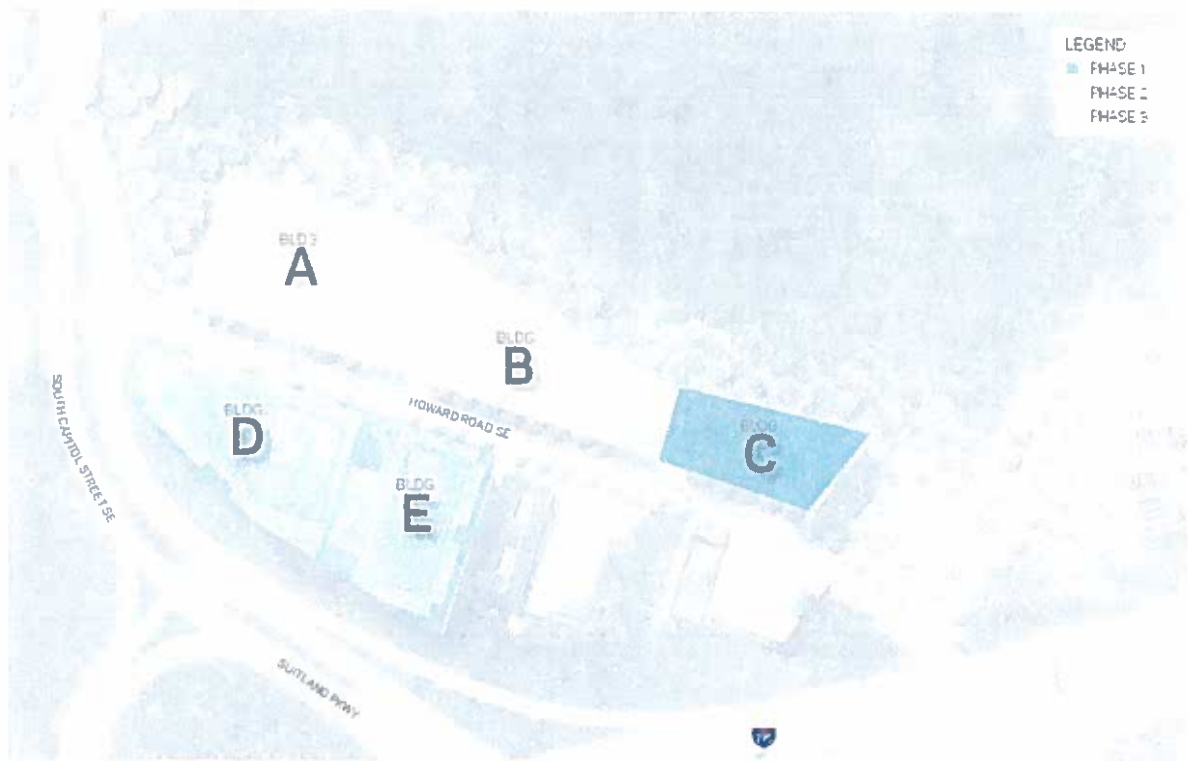 LEGEND
PHASE 1
PHASE 2
PHASE 3
BLDG
A
BLDG
B
BLDG
C
BLDG
D
BLDG
E
HOWARD ROAD SE
SOUTH CAPITOL STREET SE
SUITLAND PKWY